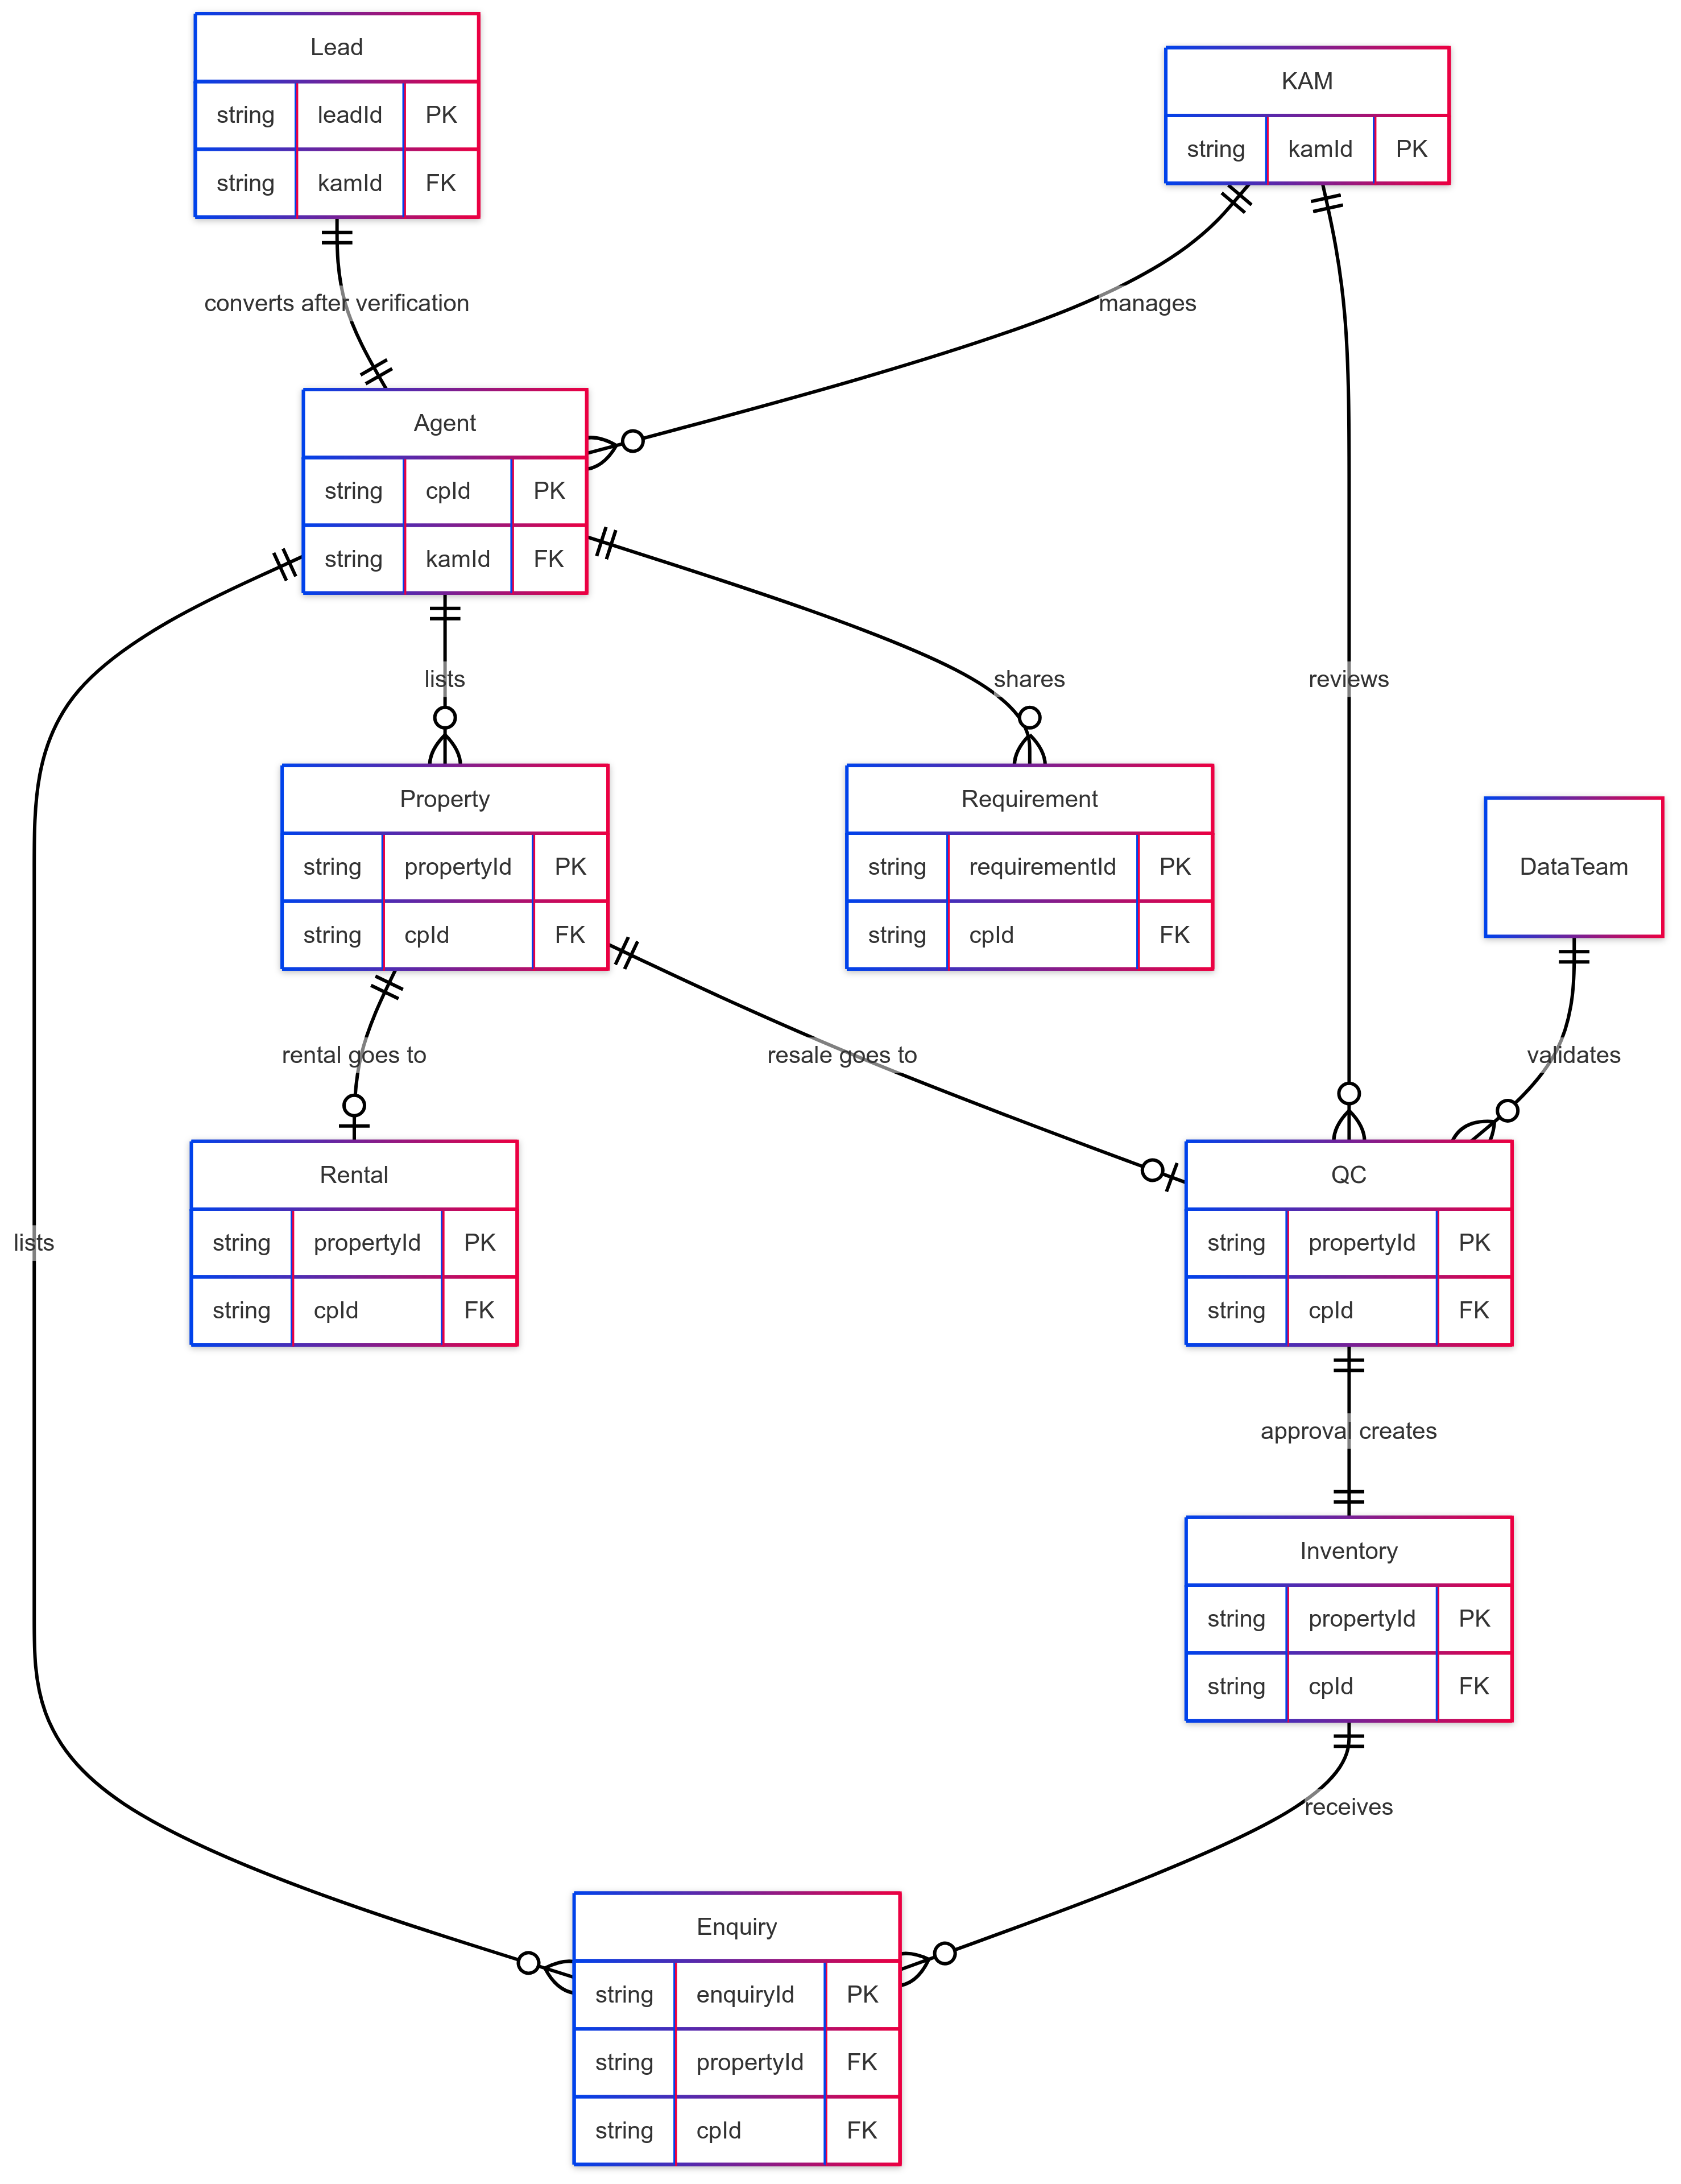 Lead
string leadId PK
string kamId FK
KAM
string kamId PK
converts after verification
manages
Agent
string cpId PK
string kamId FK
lists
shares
reviews
Property
string propertyId PK
string cpId FK
Requirement
string requirementId PK
string cpId FK
DataTeam
rental goes to
resale goes to
validates
Rental
string propertyId PK
string cpId FK
lists
QC
string propertyId PK
string cpId FK
approval creates
Inventory
string propertyId PK
string cpId FK
receives
Enquiry
string enquiryId PK
string propertyId FK
string cpId FK